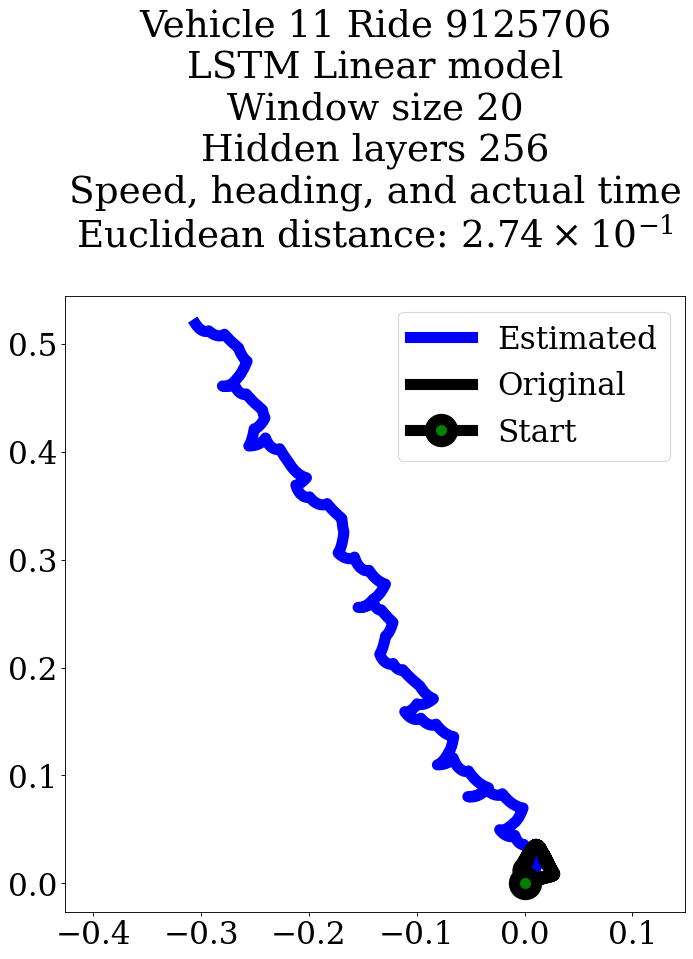 Vehicle 11 Ride 9125706
LSTM Linear model
Window size 20
Hidden layers 256
Speed, heading, and actual time
Euclidean distance: 2.74 × 10⁻¹
Estimated
Original
Start
0.5
0.4
0.3
0.2
0.1
0.0
−0.4 −0.3 −0.2 −0.1 0.0 0.1